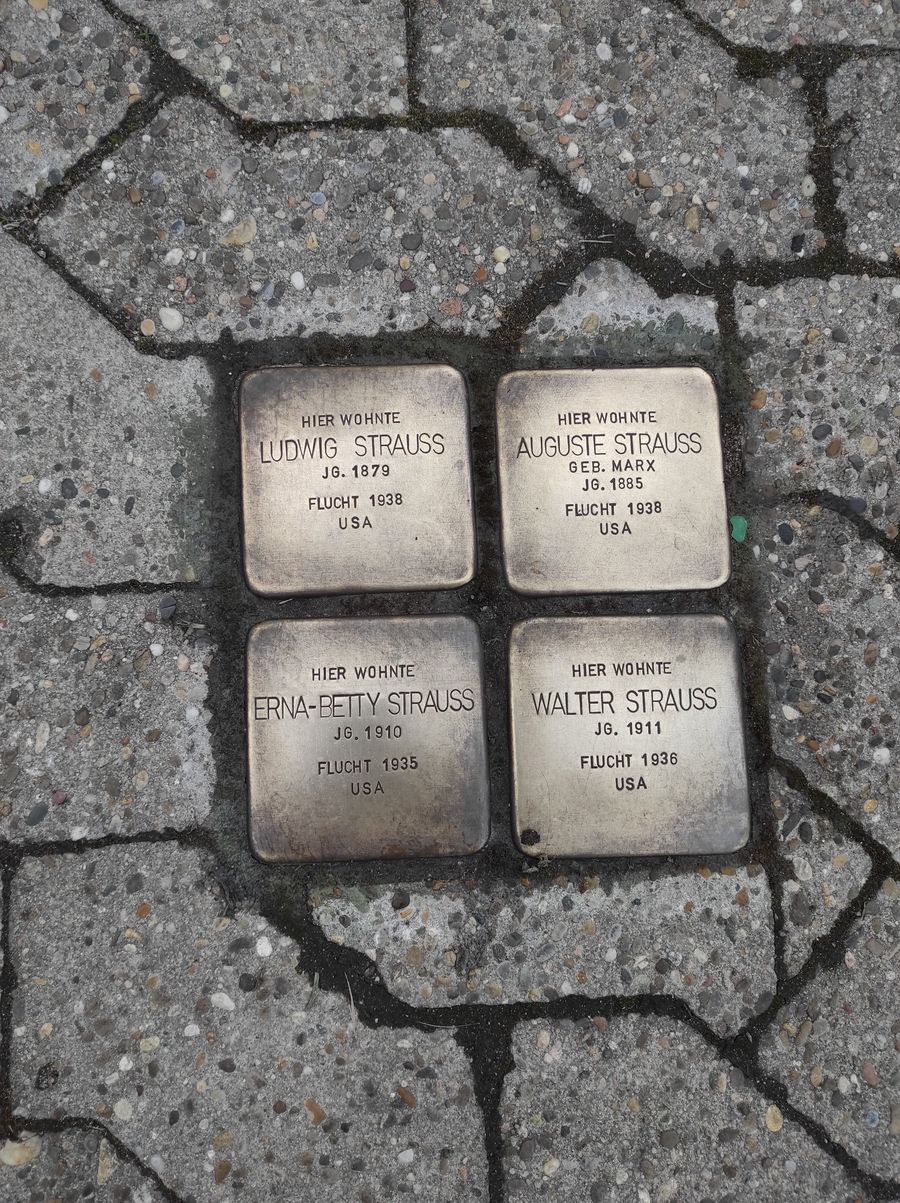 HIER WOHNTE
LUDWIG STRAUSS
JG. 1879
FLUCHT 1938
USA
HIER WOHNTE
AUGUSTE STRAUSS
GEB. MARX
JG. 1885
FLUCHT 1938
USA
HIER WOHNTE
ERNA-BETTY STRAUSS
JG. 1910
FLUCHT 1935
USA
HIER WOHNTE
WALTER STRAUSS
JG. 1911
FLUCHT 1936
USA